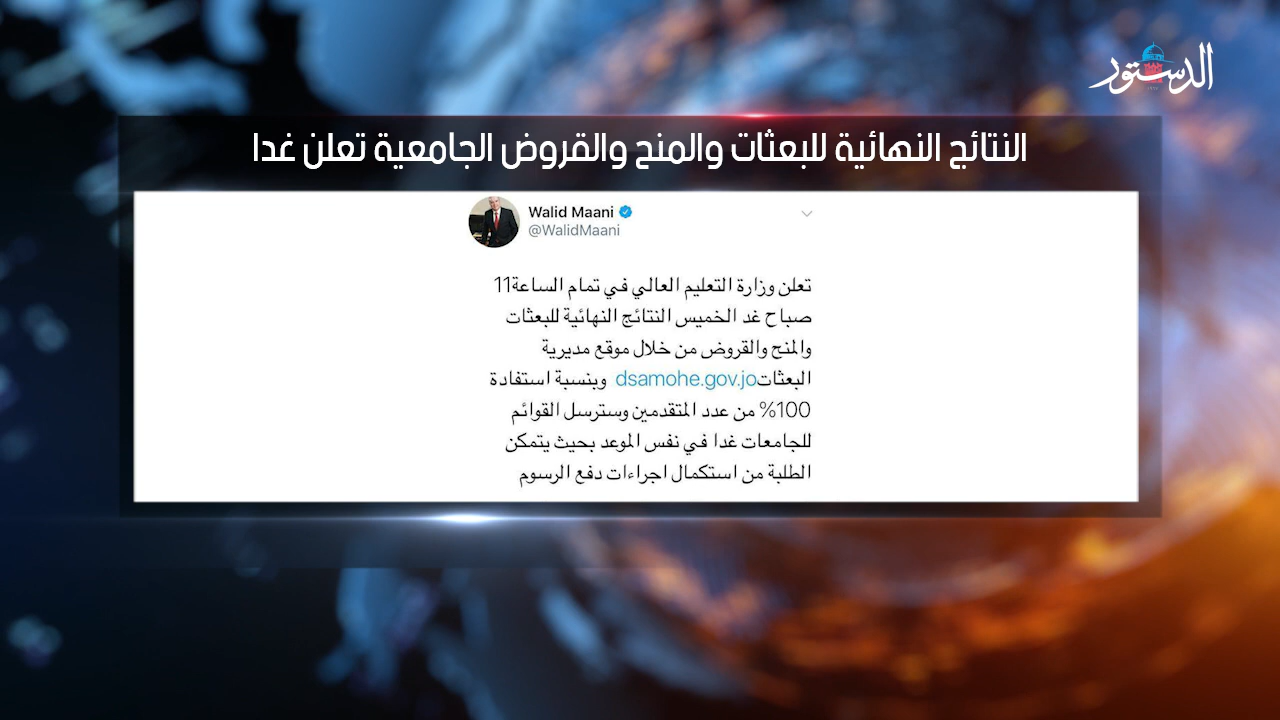 الدستور
النتائج النهائية للبعثات والمنح والقروض الجامعية تعلن غدا
Walid Maani
@WalidMaani
تعلن وزارة التعليم العالي في تمام الساعة11
صباح غد الخميس النتائج النهائية للبعثات
والمنح والقروض من خلال موقع مديرية
البعثاتdsamohe.gov.jo وبنسبة استفادة
100% من عدد المتقدمين وسترسل القوائم
للجامعات غدا في نفس الموعد بحيث يتمكن
الطلبة من استكمال اجراءات دفع الرسوم